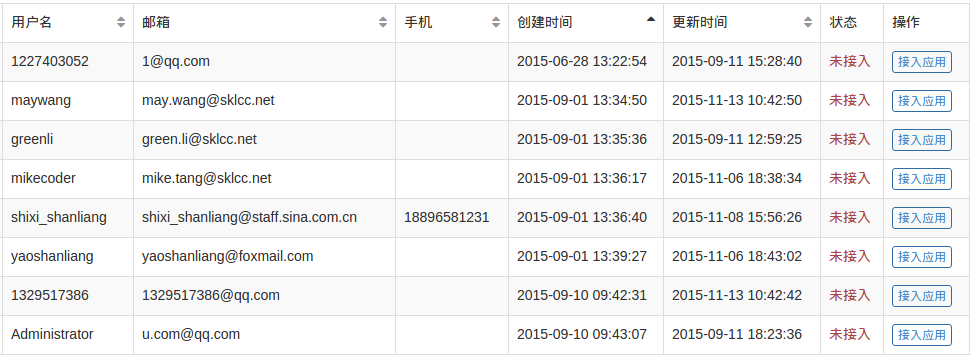 用户名 邮箱 手机 创建时间 更新时间 状态 操作
1227403052 1@qq.com 2015-06-28 13:22:54 2015-09-11 15:28:40 未接入 接入应用
maywang may.wang@sklcc.net 2015-09-01 13:34:50 2015-11-13 10:42:50 未接入 接入应用
greenli green.li@sklcc.net 2015-09-01 13:35:36 2015-09-11 12:59:25 未接入 接入应用
mikecoder mike.tang@sklcc.net 2015-09-01 13:36:17 2015-11-06 18:38:34 未接入 接入应用
shixi_shanliang shixi_shanliang@staff.sina.com.cn 18896581231 2015-09-01 13:36:40 2015-11-08 15:56:26 未接入 接入应用
yaoshanliang yaoshanliang@foxmail.com 2015-09-01 13:39:27 2015-11-06 18:43:02 未接入 接入应用
1329517386 1329517386@qq.com 2015-09-10 09:42:31 2015-11-13 10:42:42 未接入 接入应用
Administrator u.com@qq.com 2015-09-10 09:43:07 2015-09-11 18:23:36 未接入 接入应用